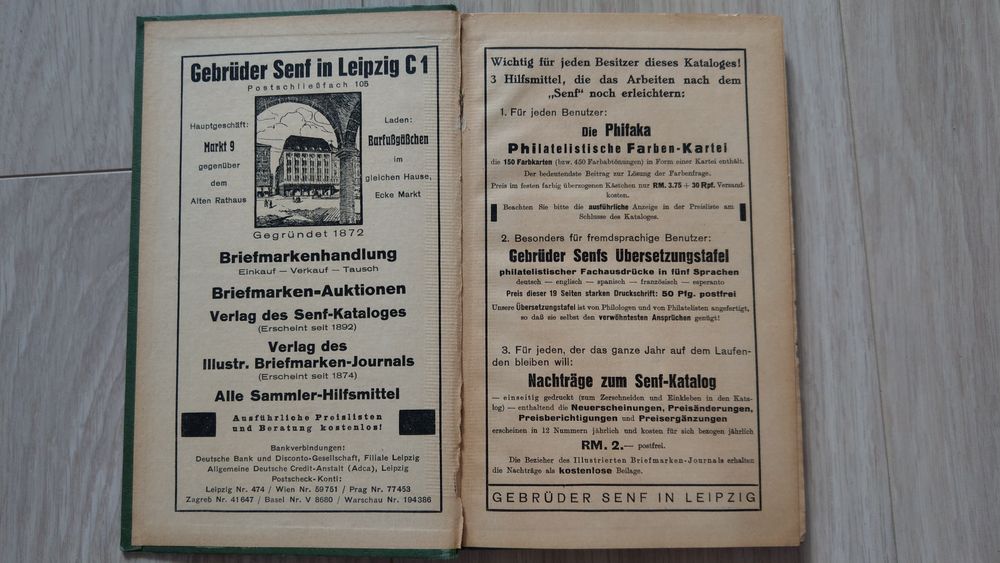 Gebrüder Senf in Leipzig C 1
Postschließfach 105
Hauptgeschäft:
Markt 9
gegenüber
dem
Alten Rathaus
Laden:
Barfußgäßchen
im
gleichen Hause,
Ecke Markt
Gegründet 1872
Briefmarkenhandlung
Einkauf — Verkauf — Tausch
Briefmarken-Auktionen
Verlag des Senf-Kataloges
(Erscheint seit 1892)
Verlag des
Illustr. Briefmarken-Journals
(Erscheint seit 1874)
Alle Sammler-Hilfsmittel
Ausführliche Preislisten
und Beratung kostenlos!
Bankverbindungen:
Deutsche Bank und Disconto-Gesellschaft, Filiale Leipzig
Allgemeine Deutsche Credit-Anstalt (Adca), Leipzig
Postscheck-Konti:
Leipzig Nr. 474 / Wien Nr. 59751 / Prag Nr. 77453
Zagreb Nr. 41647 / Basel Nr. V 8680 / Warschau Nr. 194386
Wichtig für jeden Besitzer dieses Kataloges!
3 Hilfsmittel, die das Arbeiten nach dem
„Senf" noch erleichtern:
1. Für jeden Benutzer:
Die Phifaka
Philatelistische Farben-Kartei
die 150 Farbkarten (bzw. 450 Farbabtönungen) in Form einer Kartei enthält.
Der bedeutendste Beitrag zur Lösung der Farbenfrage.
Preis im festen farbig überzogenen Kästchen nur RM. 3.75 + 30 Rpf. Versand-
kosten.
Beachten Sie bitte die ausführliche Anzeige in der Preisliste am
Schlusse des Kataloges.
2. Besonders für fremdsprachige Benutzer:
Gebrüder Senfs Übersetzungstafel
philatelistischer Fachausdrücke in fünf Sprachen
deutsch — englisch — spanisch — französisch — esperanto
Preis dieser 19 Seiten starken Druckschrift: 50 Pfg. postfrei
Unsere Übersetzungstafel ist von Philologen und von Philatelisten angefertigt,
so daß sie selbst den verwöhntesten Ansprüchen genügt!
3. Für jeden, der das ganze Jahr auf dem Laufen-
den bleiben will:
Nachträge zum Senf-Katalog
— einseitig gedruckt (zum Zerschneiden und Einkleben in den Kata-
log) — enthaltend die Neuerscheinungen, Preisänderungen,
Preisberichtigungen und Preisergänzungen
erscheinen in 12 Nummern jährlich und kosten für sich bezogen jährlich
RM. 2.— postfrei.
Die Bezieher des Illustrierten Briefmarken-Journals erhalten
die Nachträge als kostenlose Beilage.
GEBRÜDER SENF IN LEIPZIG